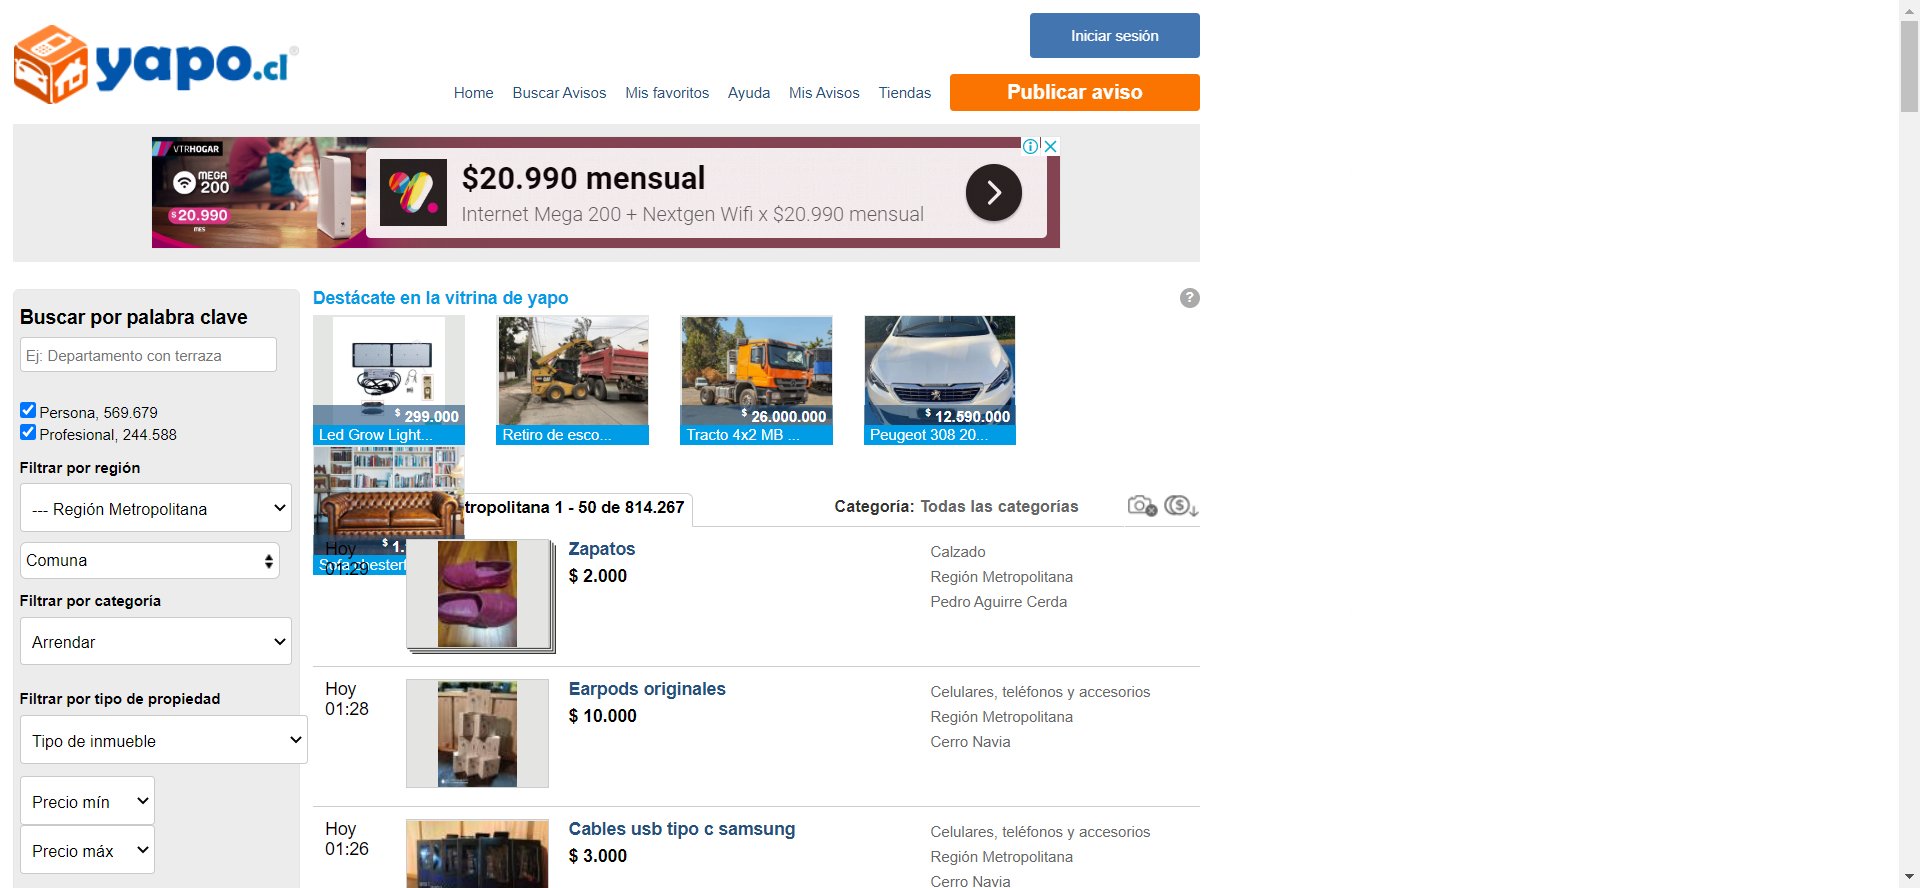 yapo.cl
Iniciar sesión
Home
Buscar Avisos
Mis favoritos
Ayuda
Mis Avisos
Tiendas
Publicar aviso
VTRHOGAR
MEGA
200
$20.990
MES
$20.990 mensual
Internet Mega 200 + Nextgen Wifi x $20.990 mensual
Buscar por palabra clave
Ej: Departamento con terraza
Persona, 569.679
Profesional, 244.588
Filtrar por región
--- Región Metropolitana
Comuna
Filtrar por categoría
Arrendar
Filtrar por tipo de propiedad
Tipo de inmueble
Precio mín
Precio máx
Destácate en la vitrina de yapo
?
$ 299.000
Led Grow Light...
Retiro de esco...
$ 26.000.000
Tracto 4x2 MB ...
$ 12.590.000
Peugeot 308 20...
$ 1.
tropolitana 1 - 50 de 814.267
Categoría: Todas las categorías
Hoy
01:29
Zapatos
$ 2.000
Calzado
Región Metropolitana
Pedro Aguirre Cerda
Hoy
01:28
Earpods originales
$ 10.000
Celulares, teléfonos y accesorios
Región Metropolitana
Cerro Navia
Hoy
01:26
Cables usb tipo c samsung
$ 3.000
Celulares, teléfonos y accesorios
Región Metropolitana
Cerro Navia